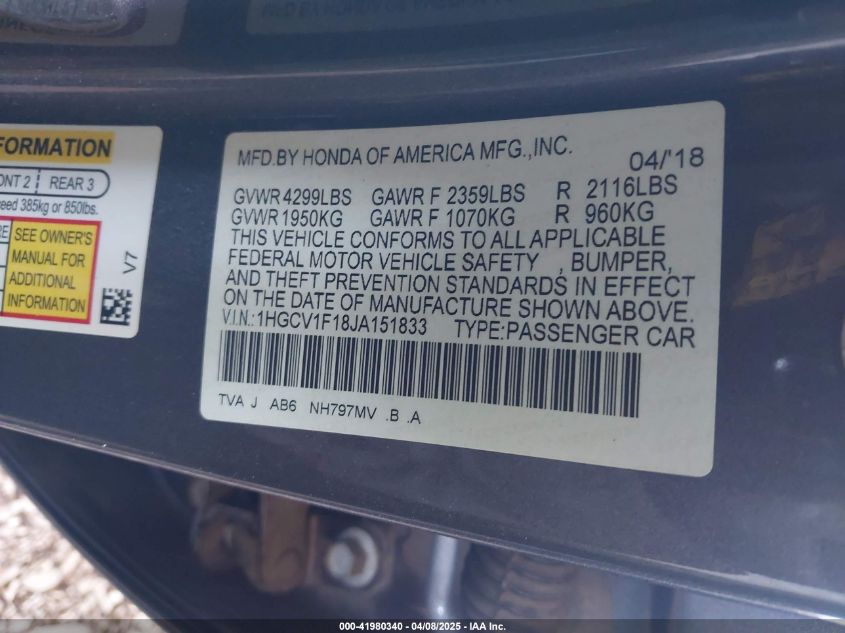 FORMATION
ONT 2 REAR 3
eed 385kg or 850lbs.
RE
SEE OWNER'S
MANUAL FOR
ADDITIONAL
INFORMATION
V7
MFD.BY HONDA OF AMERICA MFG.,INC. 04/'18
GVWR 4299LBS GAWR F 2359LBS R 2116LBS
GVWR 1950KG GAWR F 1070KG R 960KG
THIS VEHICLE CONFORMS TO ALL APPLICABLE
FEDERAL MOTOR VEHICLE SAFETY , BUMPER,
AND THEFT PREVENTION STANDARDS IN EFFECT
ON THE DATE OF MANUFACTURE SHOWN ABOVE.
V.I.N.:1HGCV1F18JA151833 TYPE:PASSENGER CAR
TVA J AB6 NH797MV .B .A
000-41980340 - 04/08/2025 - IAA Inc.